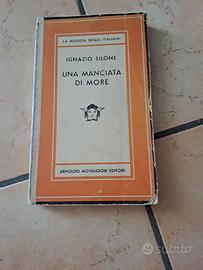 LA MEDUSA DEGLI ITALIANI
IGNAZIO SILONE
UNA MANCIATA
DI MORE
ARNOLDO MONDADORI EDITORE
subito